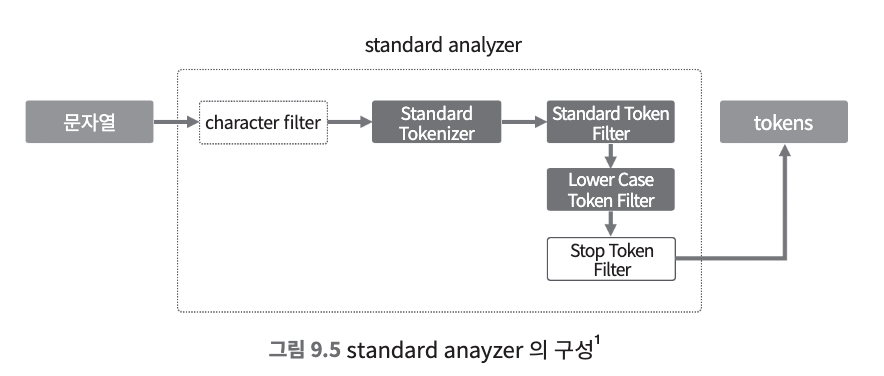 standard analyzer
문자열
character filter
Standard
Tokenizer
Standard Token
Filter
Lower Case
Token Filter
Stop Token
Filter
tokens
그림 9.5 standard anayzer 의 구성1